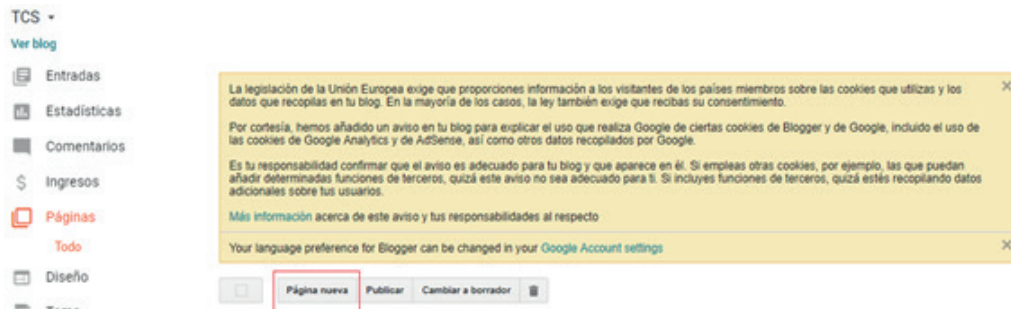 TCS
Ver blog
Entradas
Estadísticas
Comentarios
Ingresos
Páginas
Todo
Diseño
Tema
La legislación de la Unión Europea exige que proporciones información a los visitantes de los países miembros sobre las cookies que utilizas y los
datos que recopilas en tu blog. En la mayoría de los casos, la ley también exige que recibas su consentimiento.
Por cortesía, hemos añadido un aviso en tu blog para explicar el uso que realiza Google de ciertas cookies de Blogger y de Google, incluido el uso de
las cookies de Google Analytics y de AdSense, así como otros datos recopilados por Google.
Es tu responsabilidad confirmar que el aviso es adecuado para tu blog y que aparece en él. Si empleas otras cookies, por ejemplo, las que puedan
añadir determinadas funciones de terceros, quizá este aviso no sea adecuado para ti. Si incluyes funciones de terceros, quizá estés recopilando datos
adicionales sobre tus usuarios.
Más información acerca de este aviso y tus responsabilidades al respecto
Your language preference for Blogger can be changed in your Google Account settings
Página nueva Publicar Cambiar a borrador